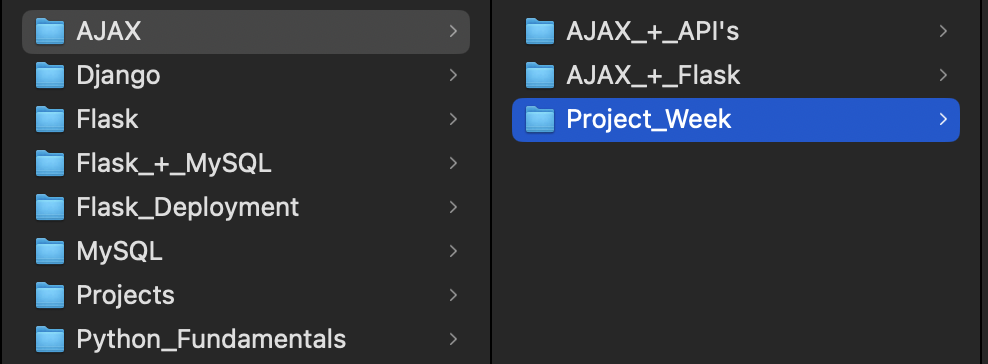 AJAX
Django
Flask
Flask_+_MySQL
Flask_Deployment
MySQL
Projects
Python_Fundamentals
AJAX_+_API's
AJAX_+_Flask
Project_Week